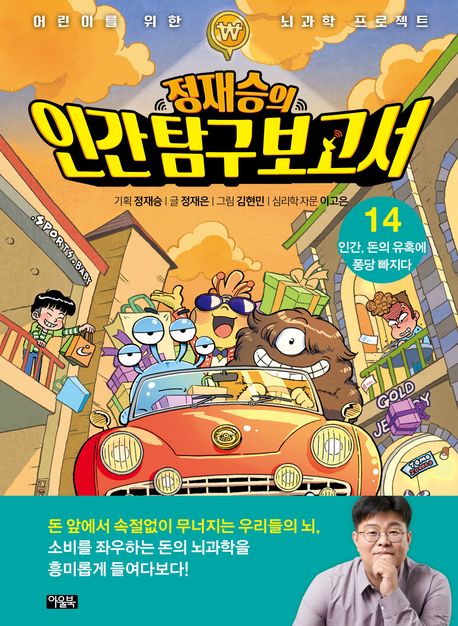 어린이를 위한 뇌과학 프로젝트
₩
정재승의
인간탐구보고서
기획 정재승 | 글 정재은 | 그림 김현민 | 심리학 자문 이고은
14
인간, 돈의 유혹에
퐁당 빠지다
SPORTS.BABY
GOLD
TOMO
돈 앞에서 속절없이 무너지는 우리들의 뇌,
소비를 좌우하는 돈의 뇌과학을
흥미롭게 들여다보다!
아울북